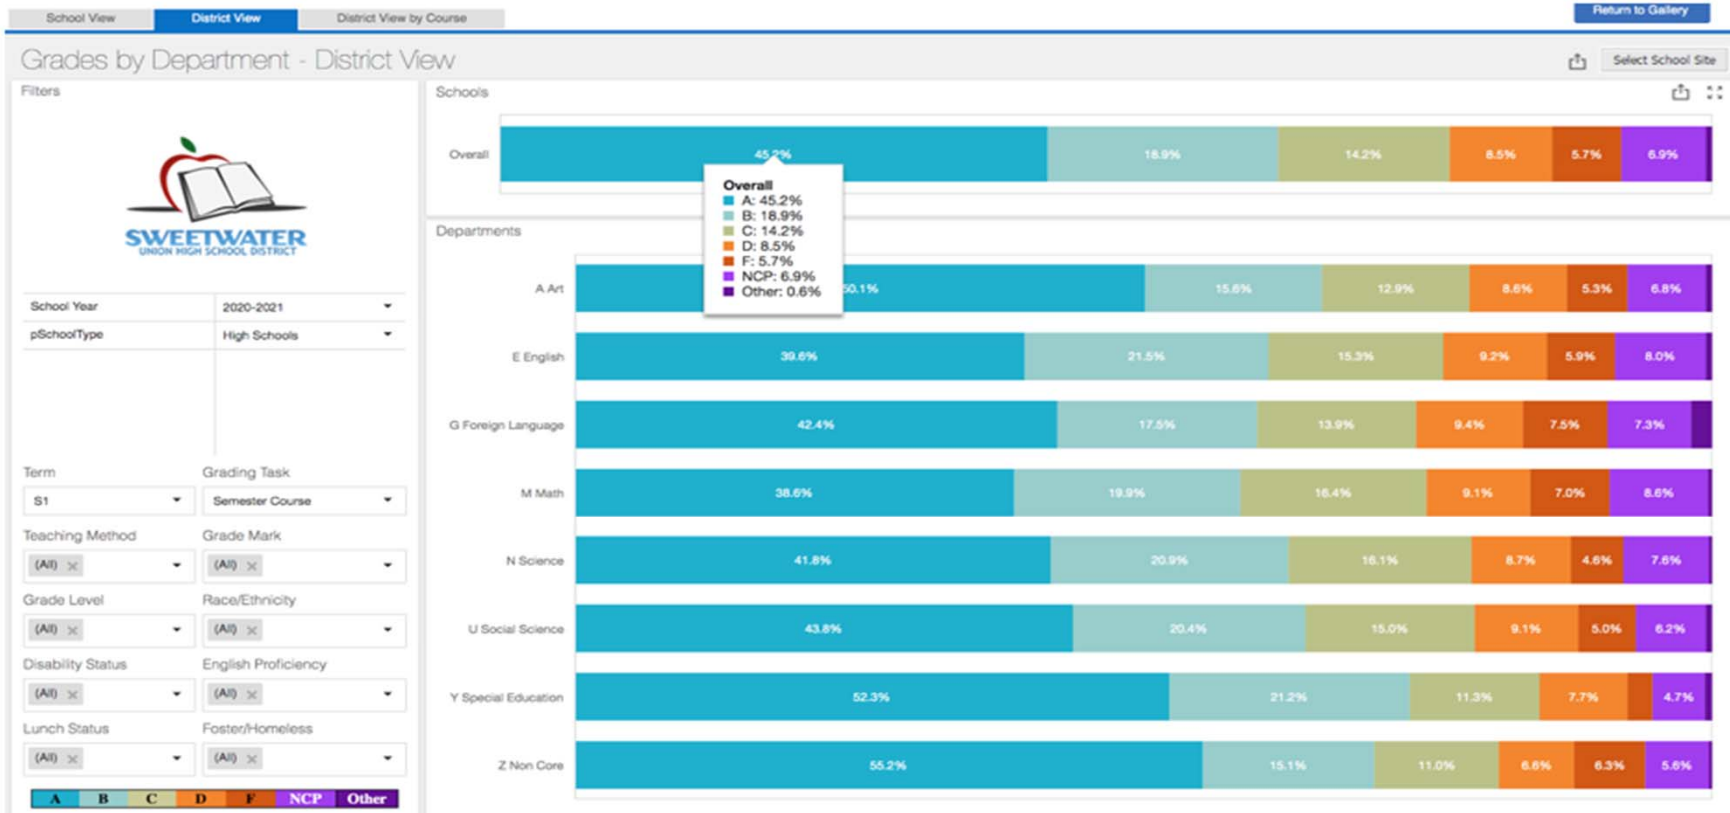 School View
District View
District View by Course
Return to Gallery
Grades by Department - District View
Select School Site
Filters
SWEETWATER
UNION HIGH SCHOOL DISTRICT
School Year 2020-2021
pSchoolType High Schools
Term Grading Task
S1 Semester Course
Teaching Method Grade Mark
(All) × (All) ×
Grade Level Race/Ethnicity
(All) × (All) ×
Disability Status English Proficiency
(All) × (All) ×
Lunch Status Foster/Homeless
(All) × (All) ×
A B C D F NCP Other
Schools
Overall 45.2% 18.9% 14.2% 8.5% 5.7% 6.9%
Overall
A: 45.2%
B: 18.9%
C: 14.2%
D: 8.5%
F: 5.7%
NCP: 6.9%
Other: 0.6%
Departments
A Art 50.1% 15.6% 12.9% 8.6% 5.3% 6.8%
E English 39.6% 21.5% 15.3% 9.2% 5.9% 8.0%
G Foreign Language 42.4% 17.5% 13.9% 9.4% 7.5% 7.3%
M Math 38.6% 19.9% 16.4% 9.1% 7.0% 8.6%
N Science 41.8% 20.9% 16.1% 8.7% 4.6% 7.6%
U Social Science 43.8% 20.4% 15.0% 9.1% 5.0% 6.2%
Y Special Education 52.3% 21.2% 11.3% 7.7% 4.7%
Z Non Core 55.2% 15.1% 11.0% 6.6% 6.3% 5.6%